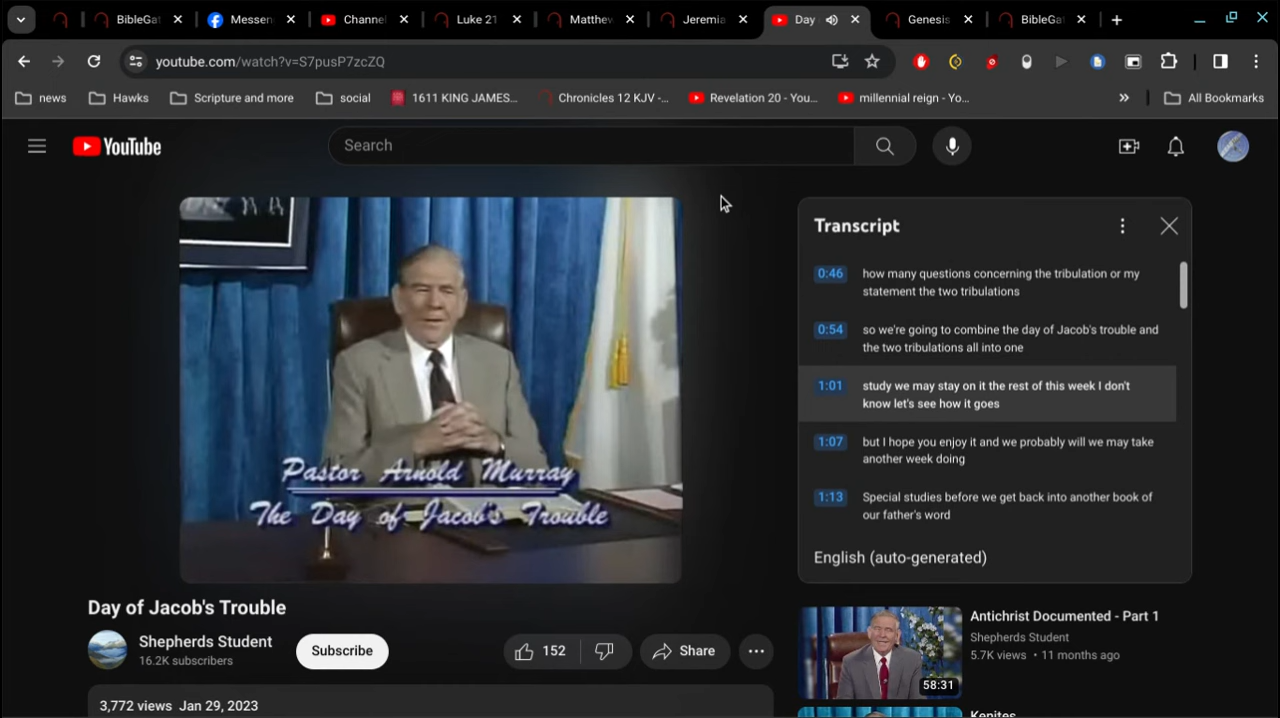 BibleGat
Messen
Channel
Luke 21
Matthew
Jeremia
Day
Genesis
BibleGat
youtube.com/watch?v=S7pusP7zcZQ
news
Hawks
Scripture and more
social
1611 KING JAMES...
Chronicles 12 KJV -...
Revelation 20 - You...
millennial reign - Yo...
»
All Bookmarks
YouTube
Search
Transcript
0:46
how many questions concerning the tribulation or my
statement the two tribulations
0:54
so we're going to combine the day of Jacob's trouble and
the two tribulations all into one
1:01
study we may stay on it the rest of this week I don't
know let's see how it goes
1:07
but I hope you enjoy it and we probably will we may take
another week doing
1:13
Special studies before we get back into another book of
our father's word
English (auto-generated)
Pastor Arnold Murray
The Day of Jacob's Trouble
Day of Jacob's Trouble
Shepherds Student
16.2K subscribers
Subscribe
152
Share
3,772 views Jan 29, 2023
Antichrist Documented - Part 1
Shepherds Student
5.7K views • 11 months ago
58:31
Kenites